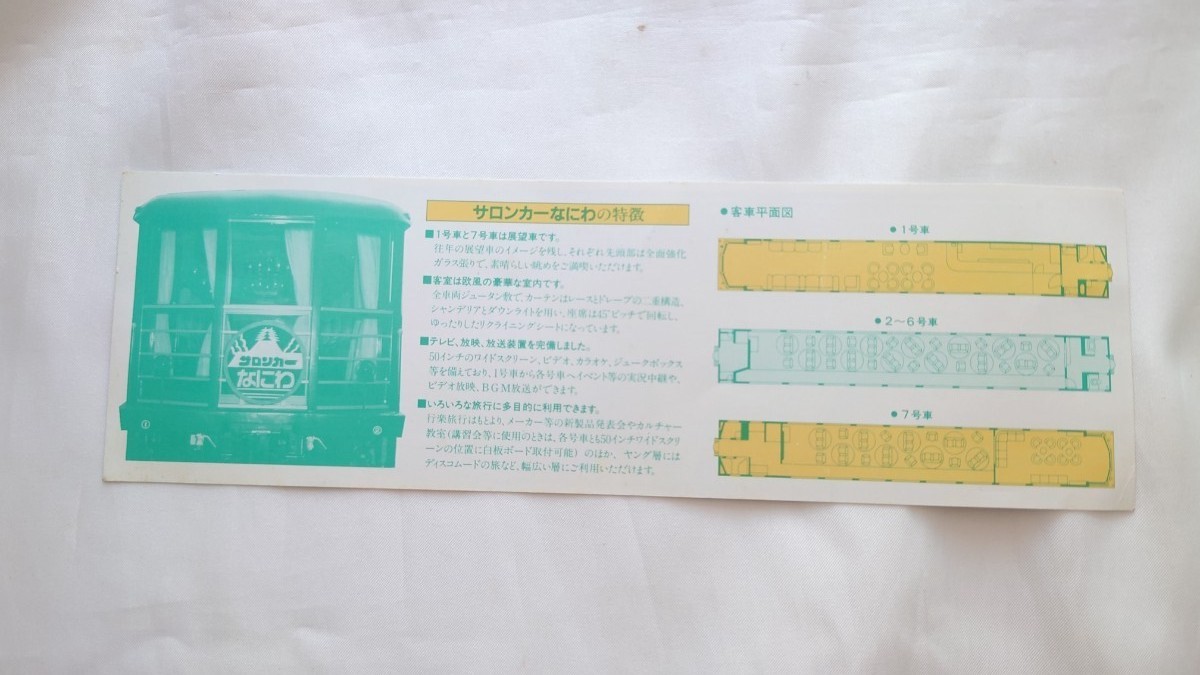 サロンカー
なにわ
①
②
サロンカーなにわの特徴
■1号車と7号車は展望車です。
往年の展望車のイメージを残し、それぞれ先頭部は全面強化
ガラス張りで、素晴らしい眺めをご満喫いただけます。
■客室は欧風の豪華な室内です。
全車両ジュータン敷で、カーテンはレースとドレープの二重構造。
シャンデリアとダウンライトを用い、座席は45°ピッチで回転し、
ゆったりしたリクライニングシートになっています。
■テレビ、放映、放送装置を完備しました。
50インチのワイドスクリーン、ビデオ、カラオケ、ジュークボックス
等を備えており、1号車から各号車へイベント等の実況中継や、
ビデオ放映、BGM放送ができます。
■いろいろな旅行に多目的に利用できます。
行楽旅行はもとより、メーカー等の新製品発表会やカルチャー
教室(講習会等に使用のときは、各号車とも50インチワイドスクリ
ーンの位置に白板ボード取付可能)のほか、ヤング層には
ディスコムードの旅など、幅広い層にご利用いただけます。
●客車平面図
●1号車
●2〜6号車
●7号車